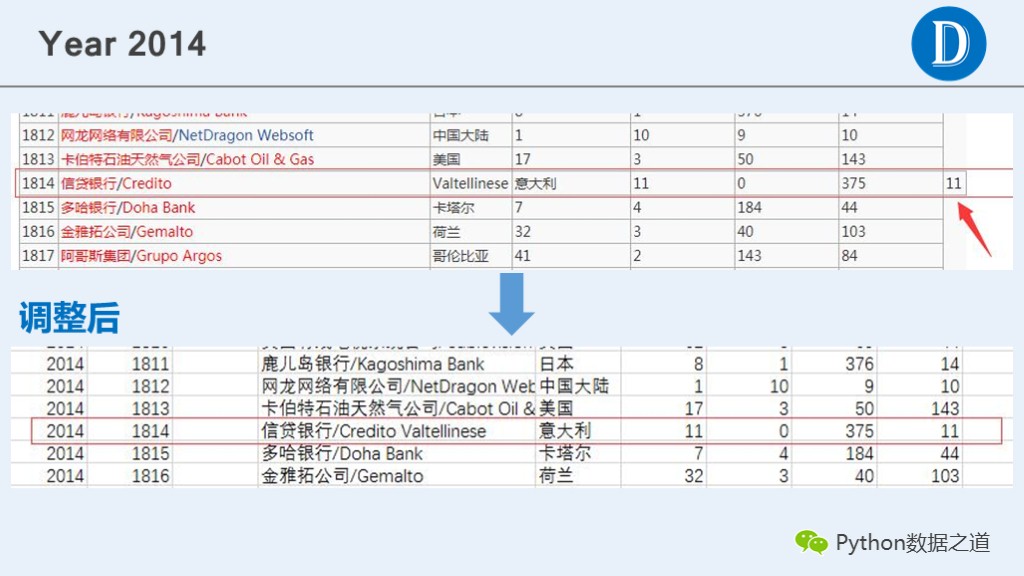 Year 2014
D
1811 鹿儿岛银行/Kagoshima Bank 日本 8 1 376 14
1812 网龙网络有限公司/NetDragon Websoft 中国大陆 1 10 9 10
1813 卡伯特石油天然气公司/Cabot Oil & Gas 美国 17 3 50 143
1814 信贷银行/Credito Valtellinese 意大利 11 0 375 11
1815 多哈银行/Doha Bank 卡塔尔 7 4 184 44
1816 金雅拓公司/Gemalto 荷兰 32 3 40 103
1817 阿哥斯集团/Grupo Argos 哥伦比亚 41 2 143 84
调整后
2014 1811 鹿儿岛银行/Kagoshima Bank 日本 8 1 376 14
2014 1812 网龙网络有限公司/NetDragon Web 中国大陆 1 10 9 10
2014 1813 卡伯特石油天然气公司/Cabot Oil & 美国 17 3 50 143
2014 1814 信贷银行/Credito Valtellinese 意大利 11 0 375 11
2014 1815 多哈银行/Doha Bank 卡塔尔 7 4 184 44
2014 1816 金雅拓公司/Gemalto 荷兰 32 3 40 103
Python数据之道